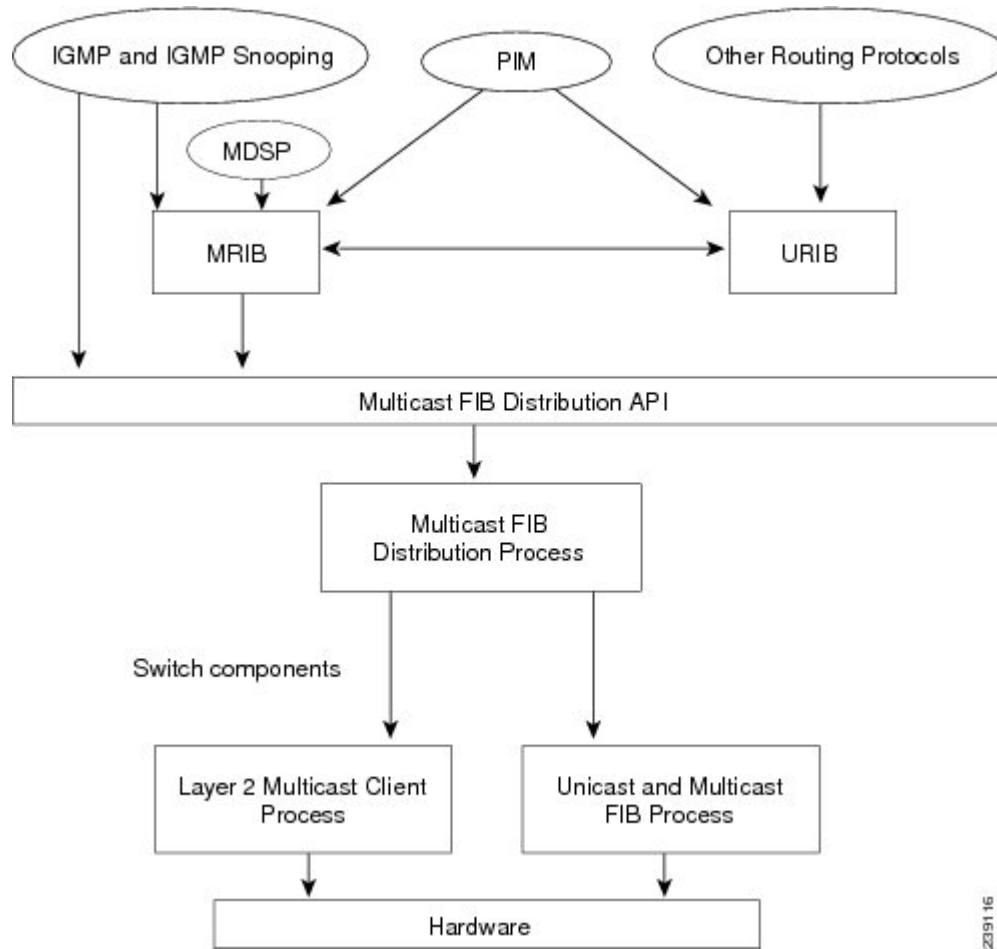 IGMP and IGMP Snooping
PIM
Other Routing Protocols
MDSP
MRIB
URIB
Multicast FIB Distribution API
Multicast FIB
Distribution Process
Switch components
Layer 2 Multicast Client
Process
Unicast and Multicast
FIB Process
Hardware
239116